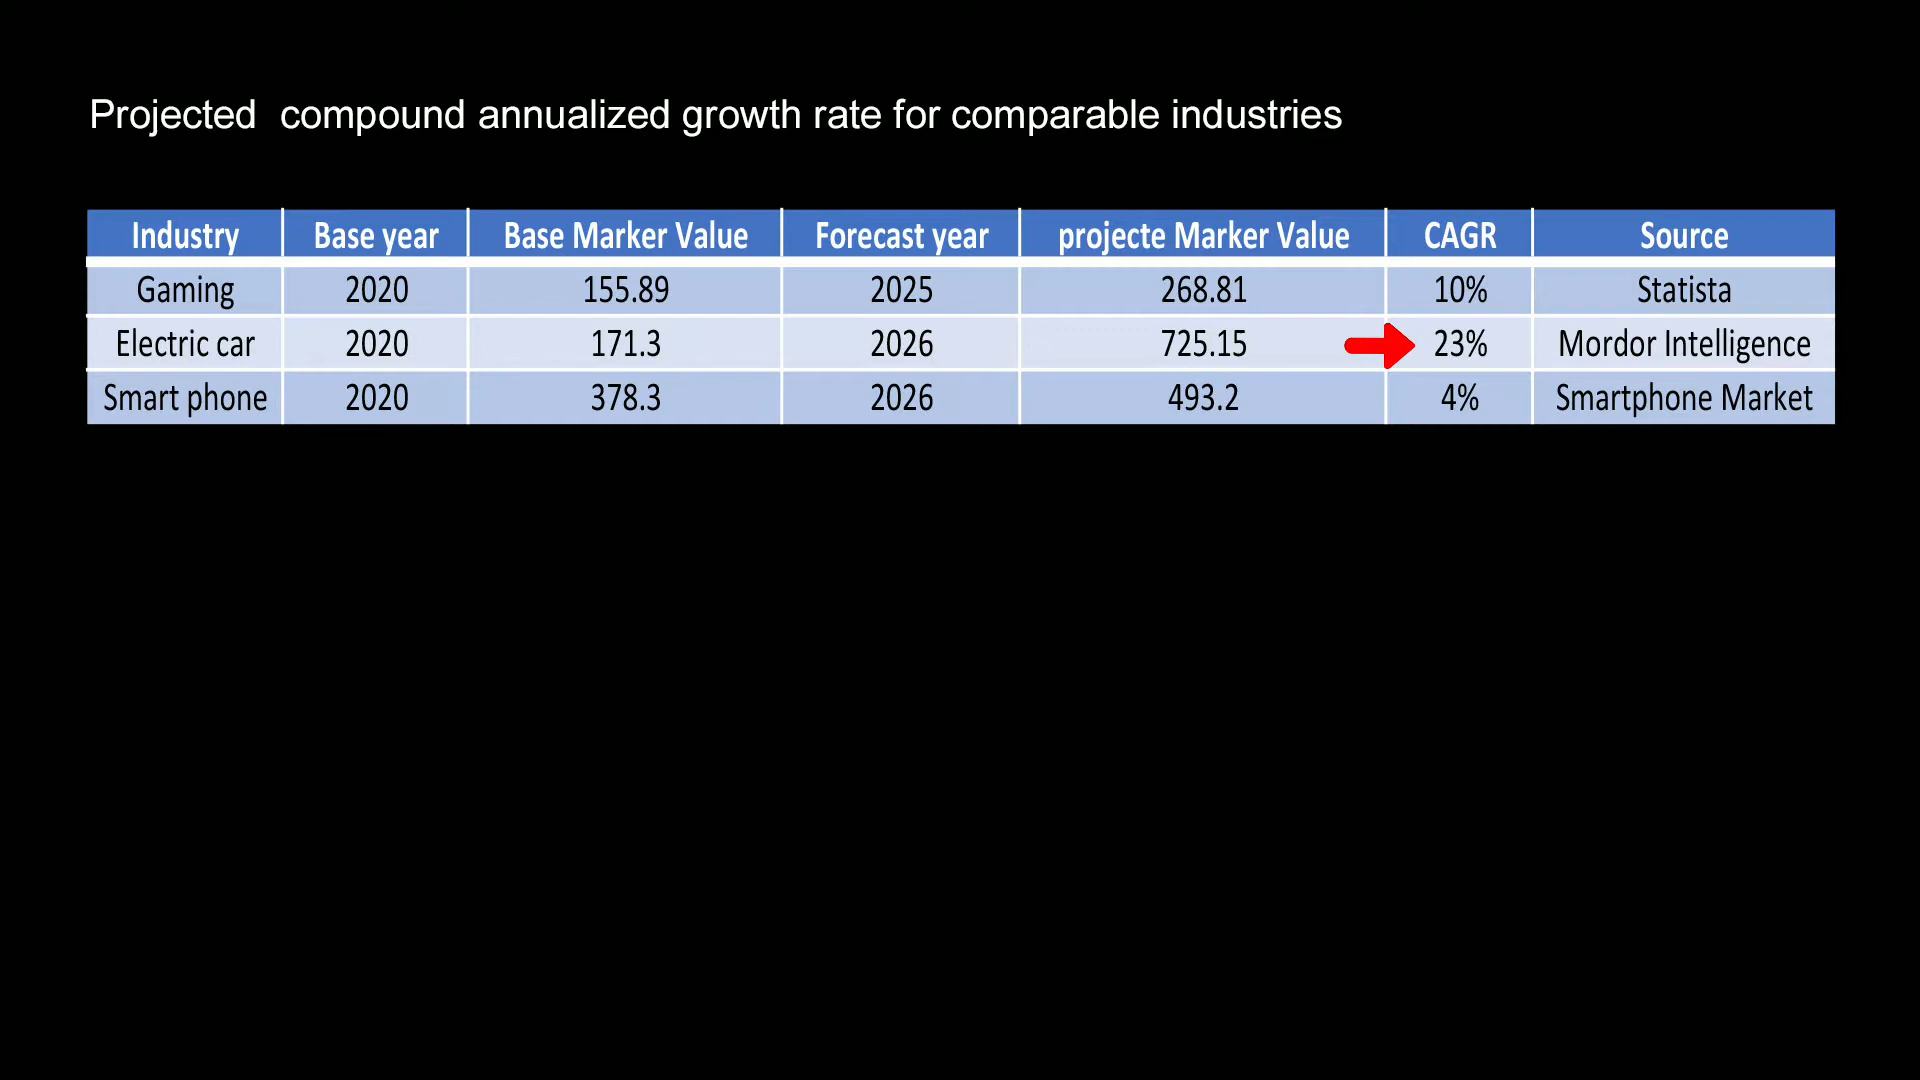 Projected  compound annualized growth rate for comparable industries
Industry Base year Base Marker Value Forecast year projecte Marker Value CAGR Source
Gaming 2020 155.89 2025 268.81 10% Statista
Electric car 2020 171.3 2026 725.15 23% Mordor Intelligence
Smart phone 2020 378.3 2026 493.2 4% Smartphone Market